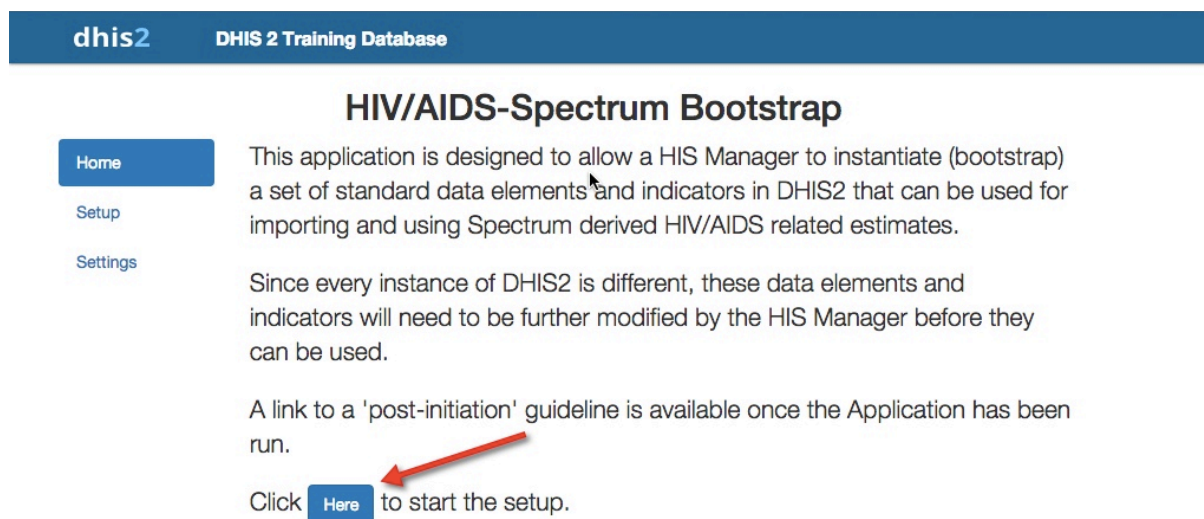 dhis2 DHIS 2 Training Database
HIV/AIDS-Spectrum Bootstrap
Home
Setup
Settings
This application is designed to allow a HIS Manager to instantiate (bootstrap)
a set of standard data elements and indicators in DHIS2 that can be used for
importing and using Spectrum derived HIV/AIDS related estimates.
Since every instance of DHIS2 is different, these data elements and
indicators will need to be further modified by the HIS Manager before they
can be used.
A link to a 'post-initiation' guideline is available once the Application has been
run.
Click Here to start the setup.